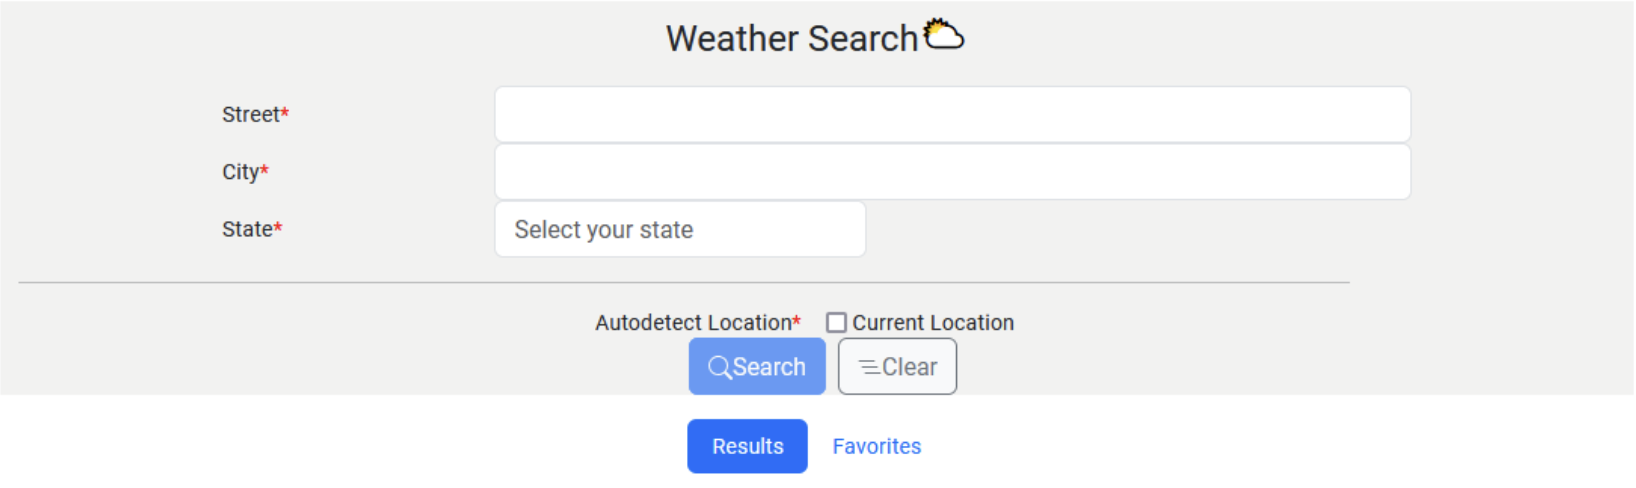 Weather Search
Street*
City*
State* Select your state
Autodetect Location* Current Location
Search Clear
Results Favorites